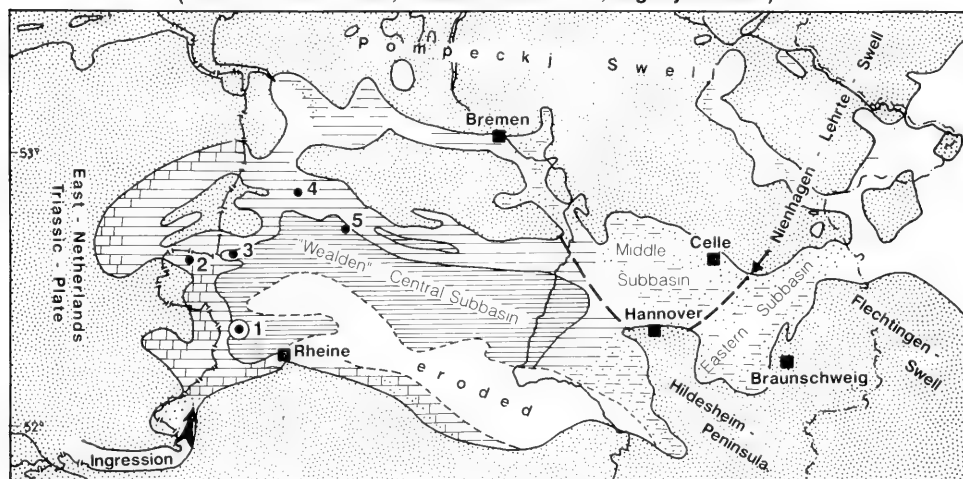 Pompeckj Swell
Bremen
Nienhagen - Lehrte - Swell
53°
East - Netherlands
Triassic - Plate
4
5
3
2
"Wealden"
Central Subbasin
Middle
Subbasin
Celle
Hannover
Eastern Subbasin
Flechtingen -
Swell
1
Rheine
eroded
Braunschweig
Hildesheim -
Peninsula
52°
Ingression